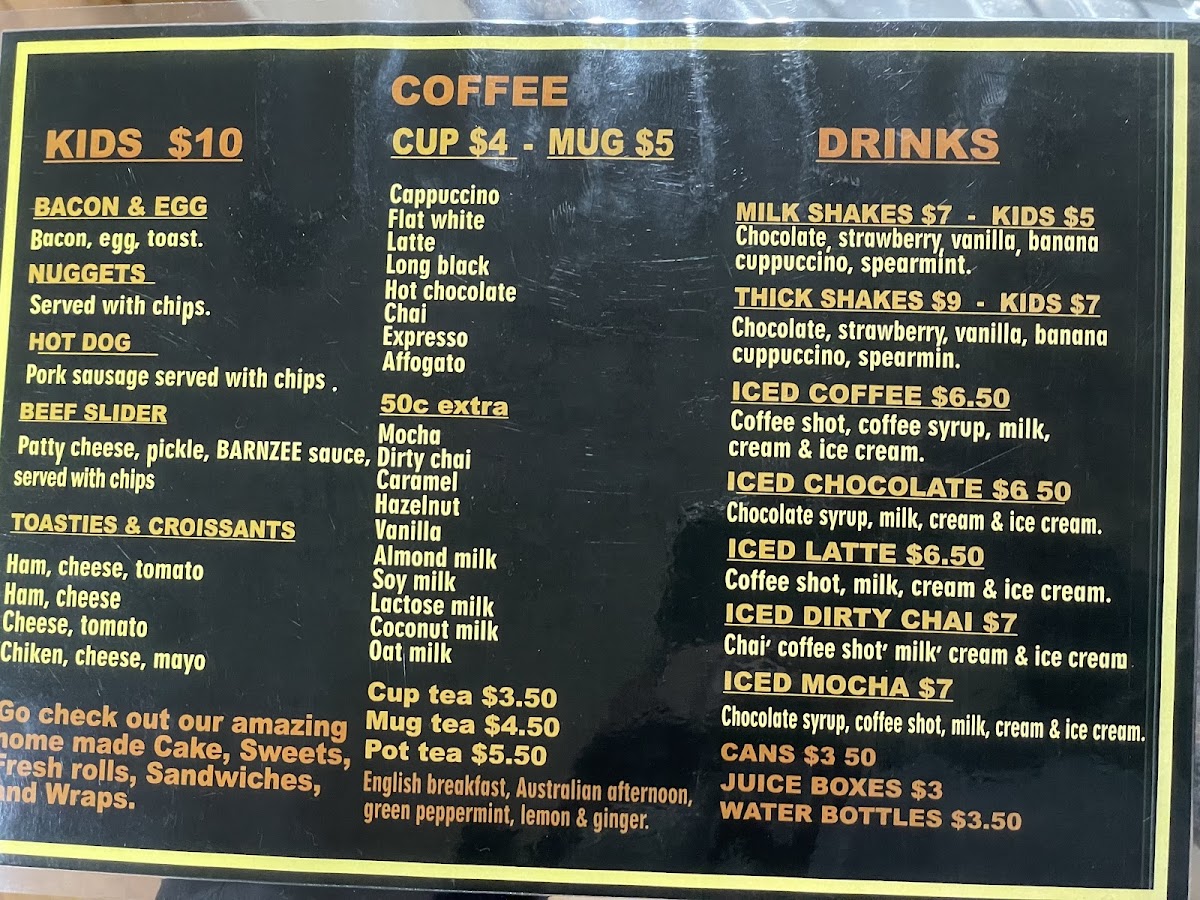 KIDS $10
BACON & EGG
Bacon, egg, toast.
NUGGETS
Served with chips.
HOT DOG
Pork sausage served with chips .
BEEF SLIDER
Patty cheese, pickle, BARNZEE sauce,
served with chips
TOASTIES & CROISSANTS
Ham, cheese, tomato
Ham, cheese
Cheese, tomato
Chiken, cheese, mayo
Go check out our amazing
home made Cake, Sweets,
Fresh rolls, Sandwiches,
and Wraps.
COFFEE
CUP $4 - MUG $5
Cappuccino
Flat white
Latte
Long black
Hot chocolate
Chai
Expresso
Affogato
50c extra
Mocha
Dirty chai
Caramel
Hazelnut
Vanilla
Almond milk
Soy milk
Lactose milk
Coconut milk
Oat milk
Cup tea $3.50
Mug tea $4.50
Pot tea $5.50
English breakfast, Australian afternoon,
green peppermint, lemon & ginger.
DRINKS
MILK SHAKES $7 - KIDS $5
Chocolate, strawberry, vanilla, banana
cuppuccino, spearmint.
THICK SHAKES $9 - KIDS $7
Chocolate, strawberry, vanilla, banana
cuppuccino, spearmin.
ICED COFFEE $6.50
Coffee shot, coffee syrup, milk,
cream & ice cream.
ICED CHOCOLATE $6 50
Chocolate syrup, milk, cream & ice cream.
ICED LATTE $6.50
Coffee shot, milk, cream & ice cream.
ICED DIRTY CHAI $7
Chai' coffee shot' milk' cream & ice cream
ICED MOCHA $7
Chocolate syrup, coffee shot, milk, cream & ice cream.
CANS $3 50
JUICE BOXES $3
WATER BOTTLES $3.50